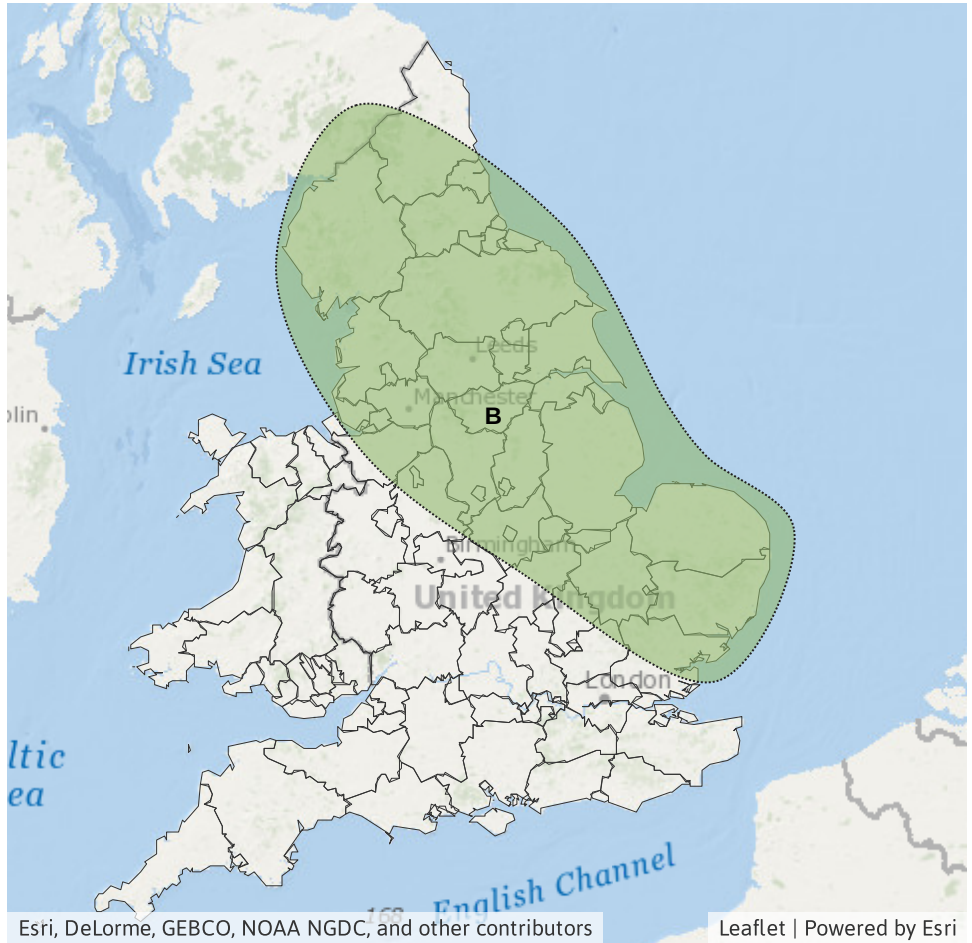 Irish Sea
Leeds
Manchester
B
olin
Birmingham
United Kingdom
London
ltic
ea
English Channel
168
Esri, DeLorme, GEBCO, NOAA NGDC, and other contributors
Leaflet | Powered by Esri